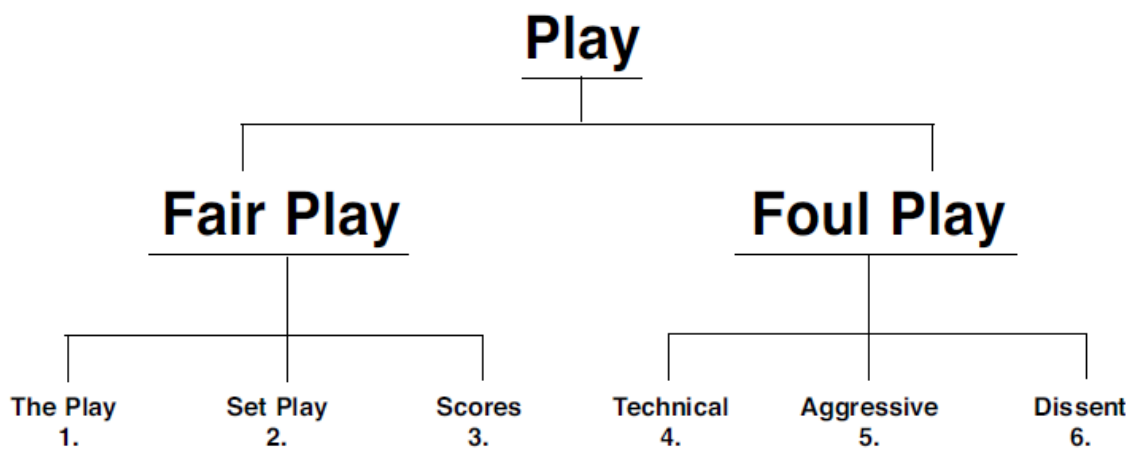 Play
Fair Play
Foul Play
The Play
1.
Set Play
2.
Scores
3.
Technical
4.
Aggressive
5.
Dissent
6.